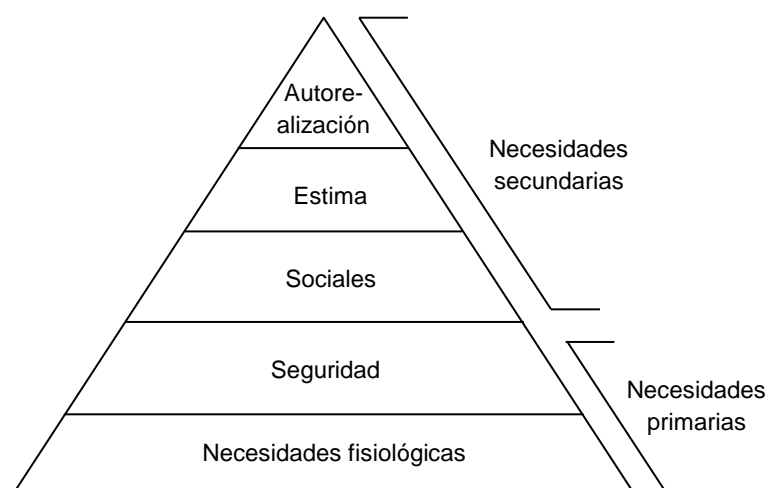 Autore-
alización
Necesidades
secundarias
Estima
Sociales
Seguridad
Necesidades
primarias
Necesidades fisiológicas